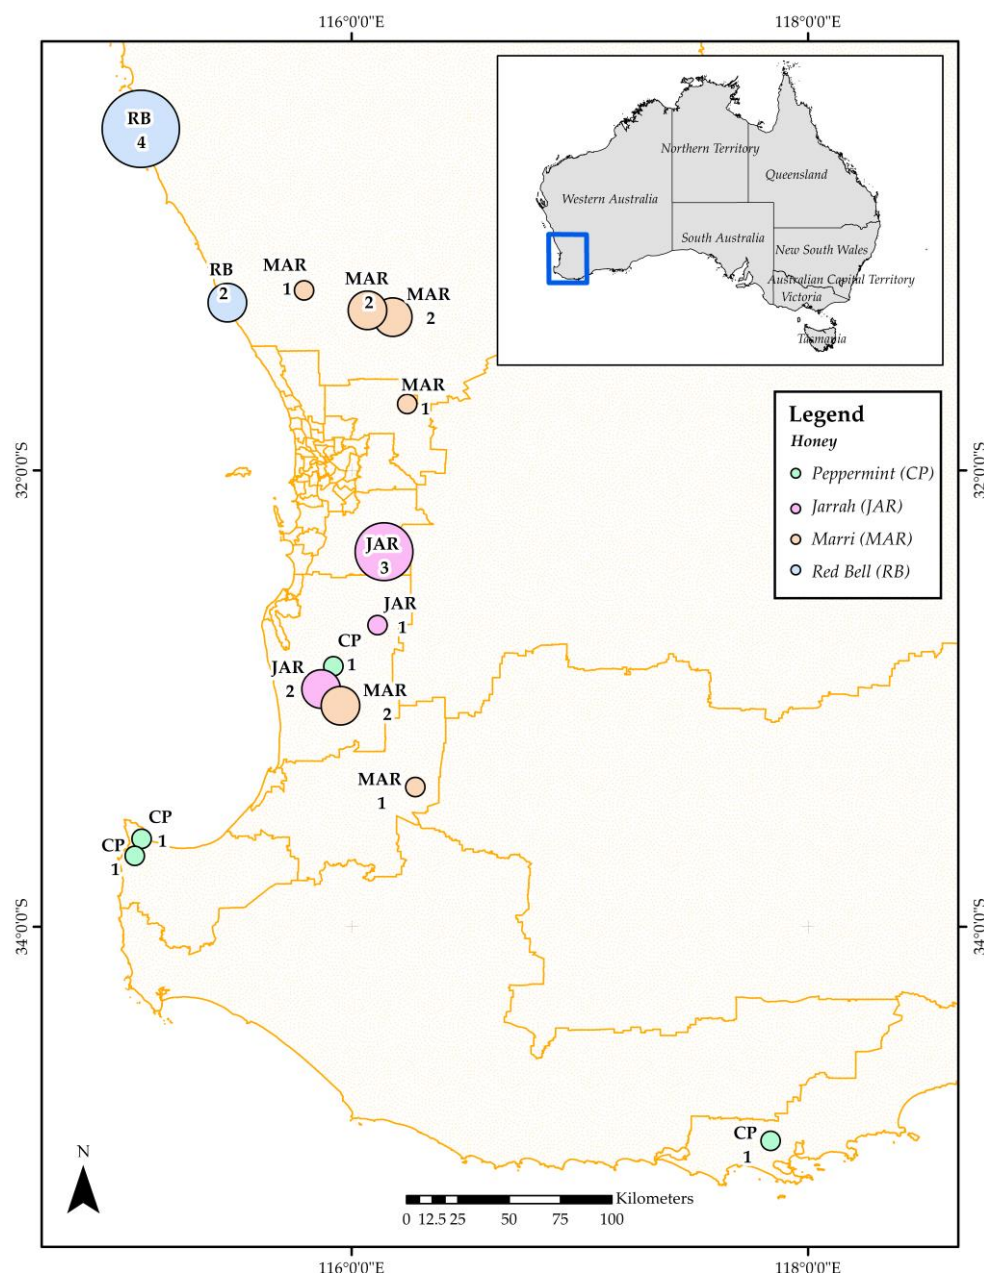 116°0'0"E
118°0'0"E
RB
4
Northern Territory
Queensland
Western Australia
South Australia
New South Wales
Australian Capital Territory
Victoria
Tasmania
RB
2
MAR
1
MAR
2
MAR
2
MAR
1
Legend
Honey
Peppermint (CP)
Jarrah (JAR)
Marri (MAR)
Red Bell (RB)
32°0'0"S
32°0'0"S
JAR
3
JAR
1
CP
1
JAR
2
MAR
2
MAR
1
CP
1
CP
1
34°0'0"S
34°0'0"S
CP
1
N
Kilometers
0 12.5 25 50 75 100
116°0'0"E
118°0'0"E